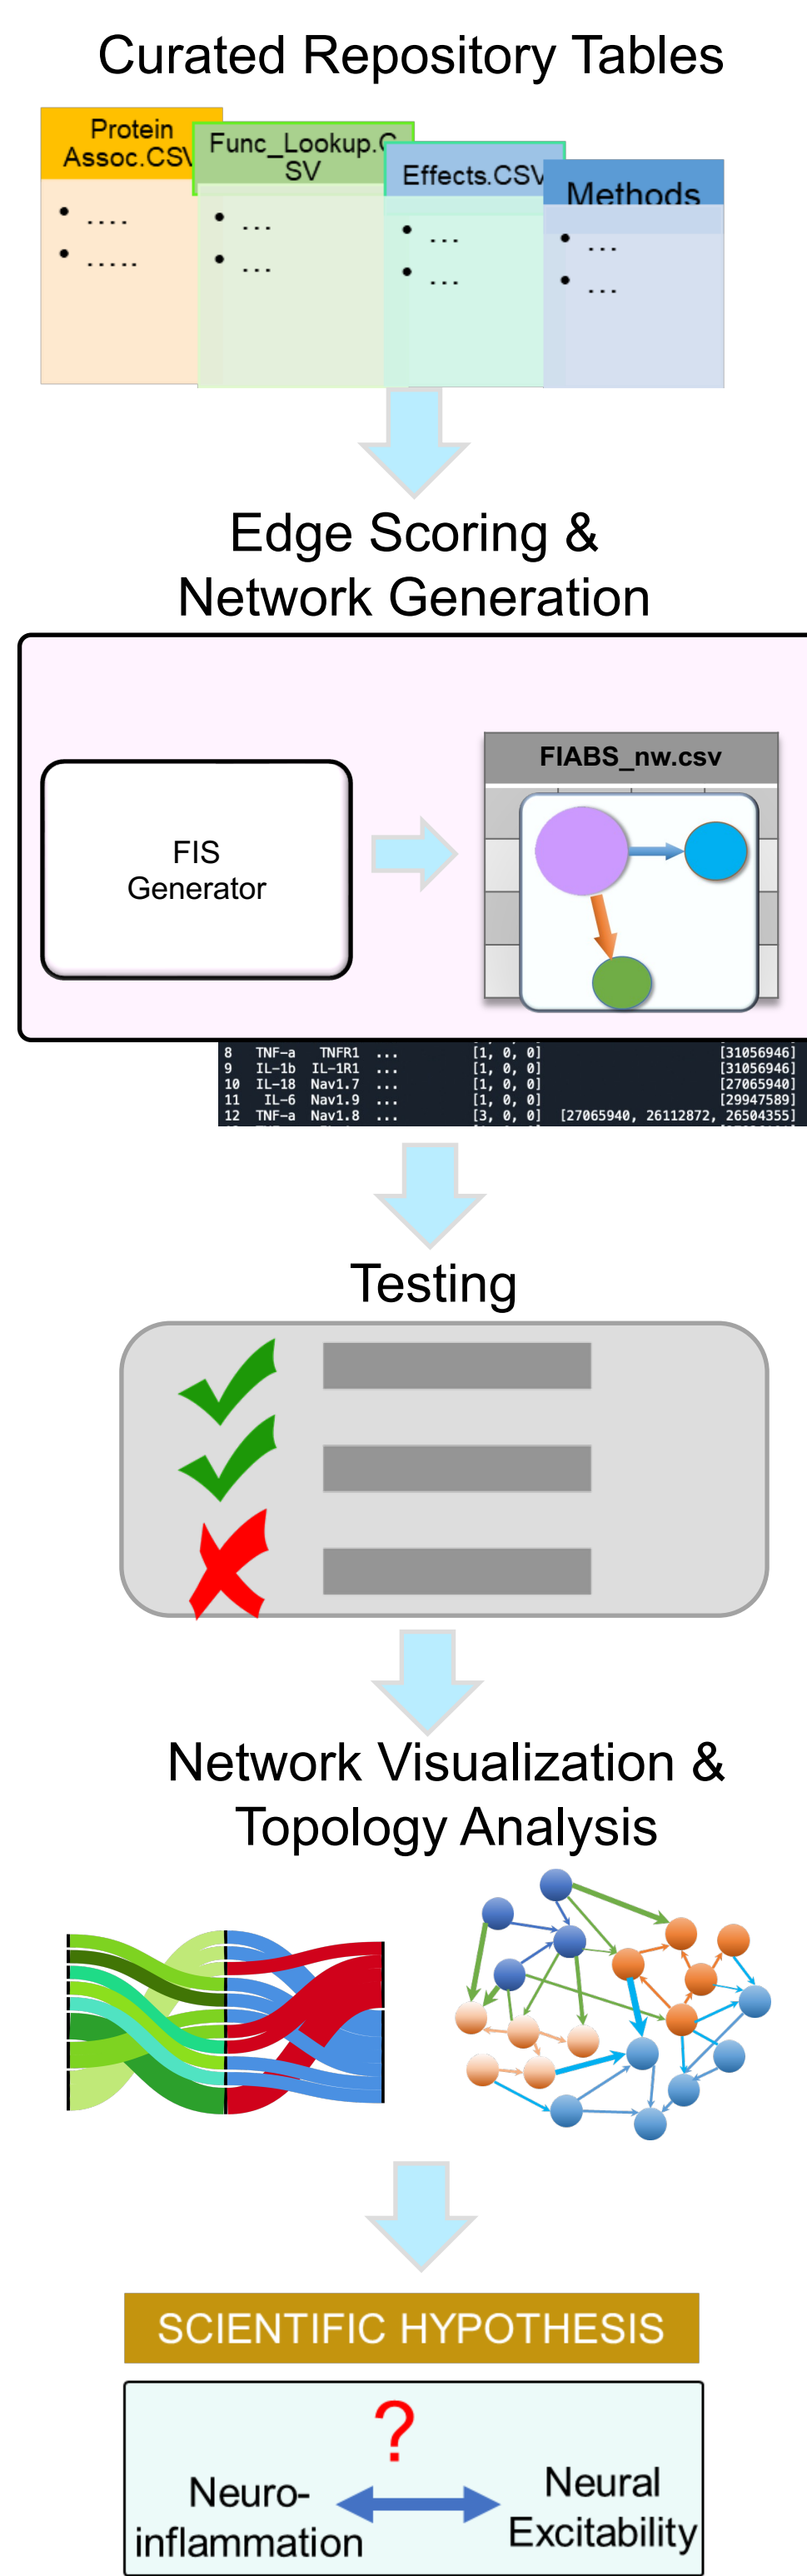 Curated Repository Tables
Protein
Assoc.CSV
Func_Lookup.C
SV
Effects.CSV
Methods
• ....
• .....
• ...
• ...
• ...
• ...
• ...
• ...
Edge Scoring &
Network Generation
FIS
Generator
FIABS_nw.csv
8 TNF-a TNFR1 ... [1, 0, 0] [31056946]
9 IL-1b IL-1R1 ... [1, 0, 0] [31056946]
10 IL-18 Nav1.7 ... [1, 0, 0] [27065940]
11 IL-6 Nav1.9 ... [1, 0, 0] [29947589]
12 TNF-a Nav1.8 ... [3, 0, 0] [27065940, 26112872, 26504355]
Testing
Network Visualization &
Topology Analysis
SCIENTIFIC HYPOTHESIS
?
Neuro-
inflammation
Neural
Excitability